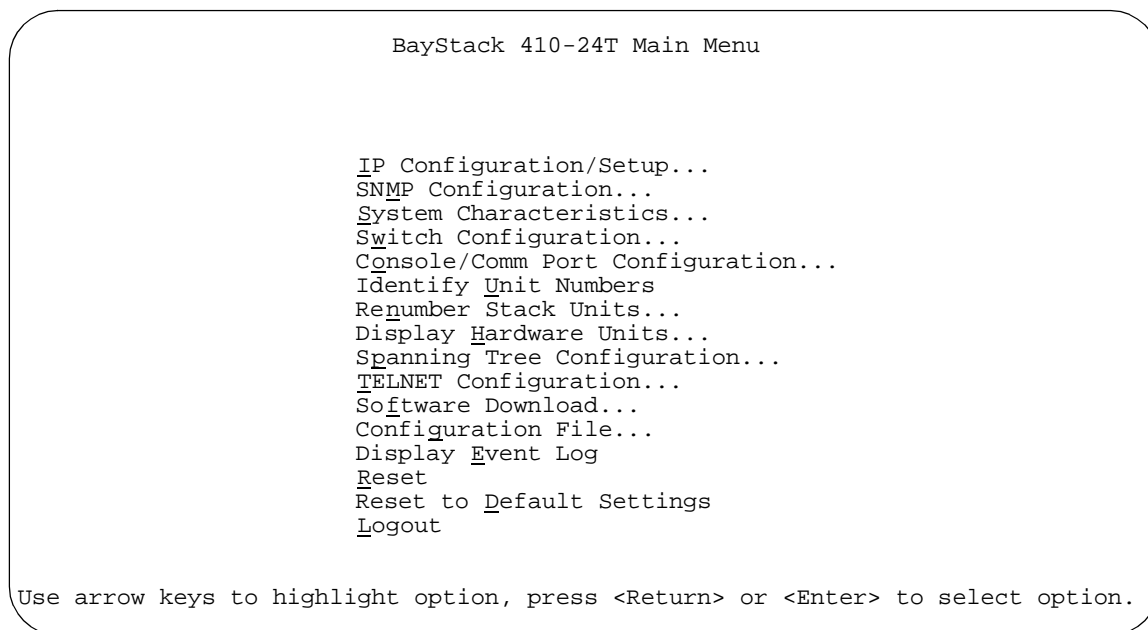 BayStack 410-24T Main Menu
IP Configuration/Setup...
SNMP Configuration...
System Characteristics...
Switch Configuration...
Console/Comm Port Configuration...
Identify Unit Numbers
Renumber Stack Units...
Display Hardware Units...
Spanning Tree Configuration...
TELNET Configuration...
Software Download...
Configuration File...
Display Event Log
Reset
Reset to Default Settings
Logout
Use arrow keys to highlight option, press <Return> or <Enter> to select option.